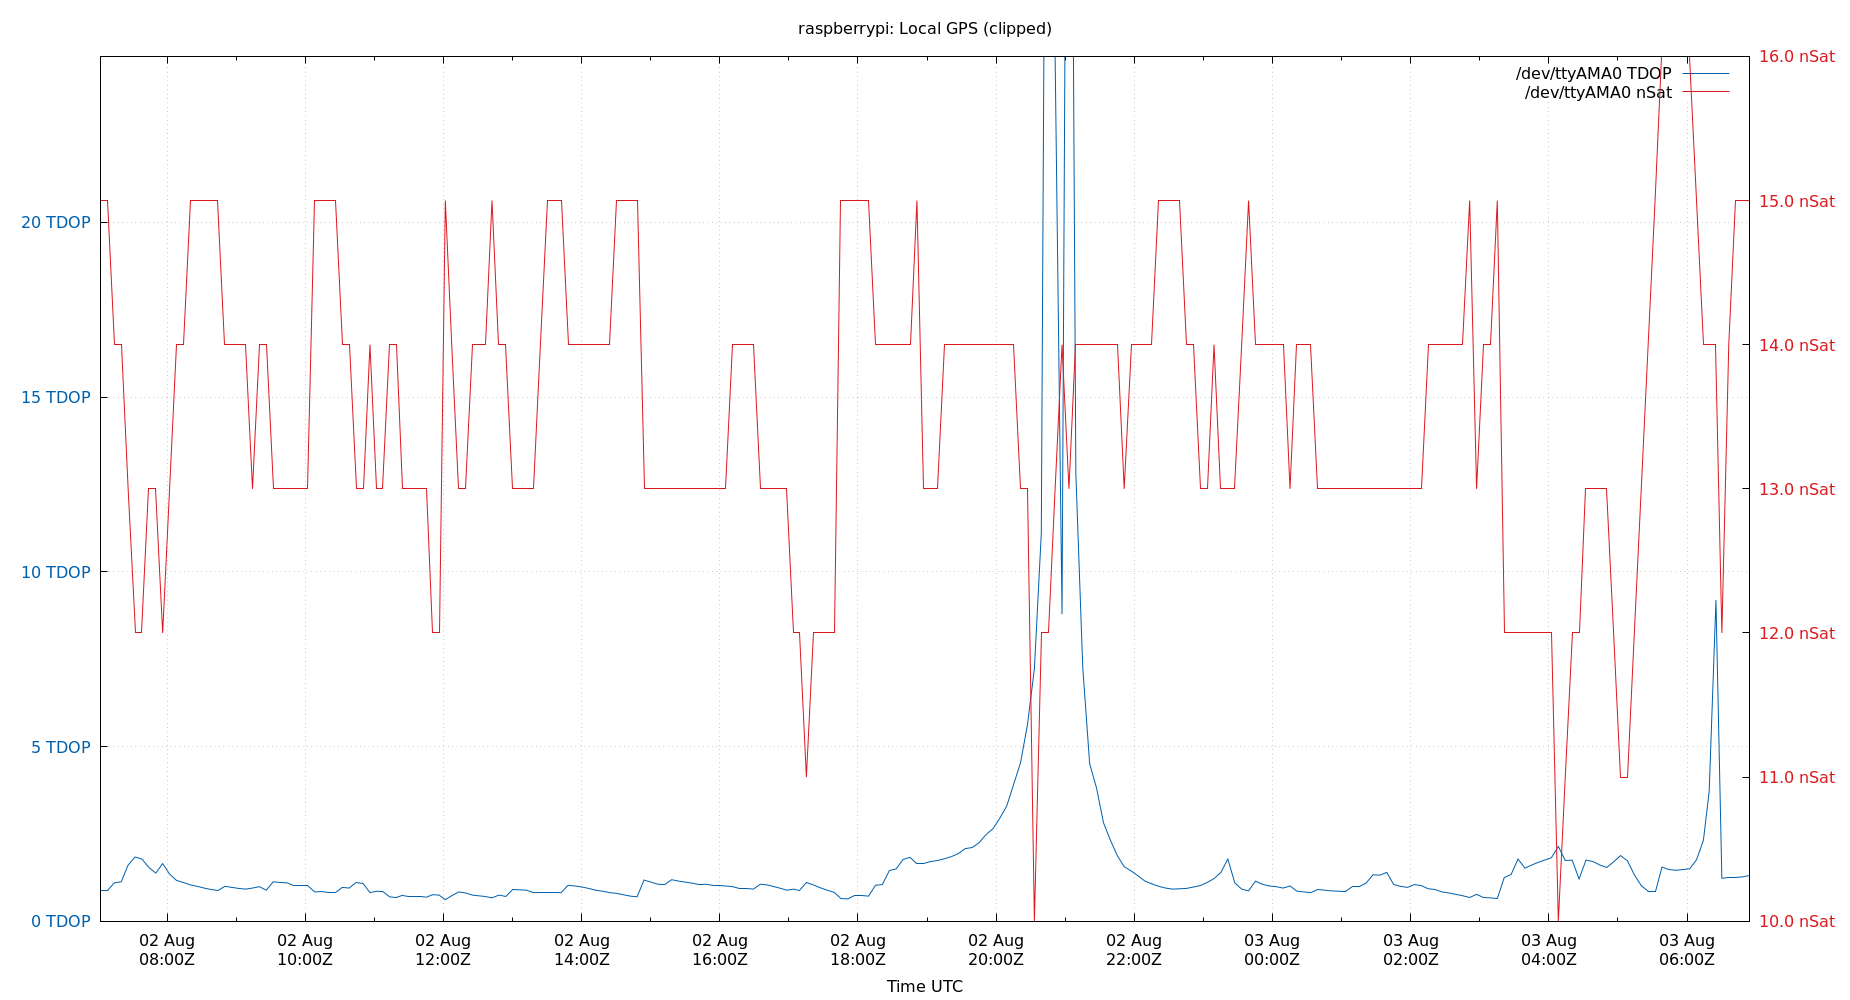 raspberrypi: Local GPS (clipped)
/dev/ttyAMA0 TDOP
/dev/ttyAMA0 nSat
20 TDOP
15 TDOP
10 TDOP
5 TDOP
0 TDOP
16.0 nSat
15.0 nSat
14.0 nSat
13.0 nSat
12.0 nSat
11.0 nSat
10.0 nSat
02 Aug 02 Aug 02 Aug 02 Aug 02 Aug 02 Aug 02 Aug 02 Aug 03 Aug 03 Aug 03 Aug 03 Aug
08:00Z 10:00Z 12:00Z 14:00Z 16:00Z 18:00Z 20:00Z 22:00Z 00:00Z 02:00Z 04:00Z 06:00Z
Time UTC